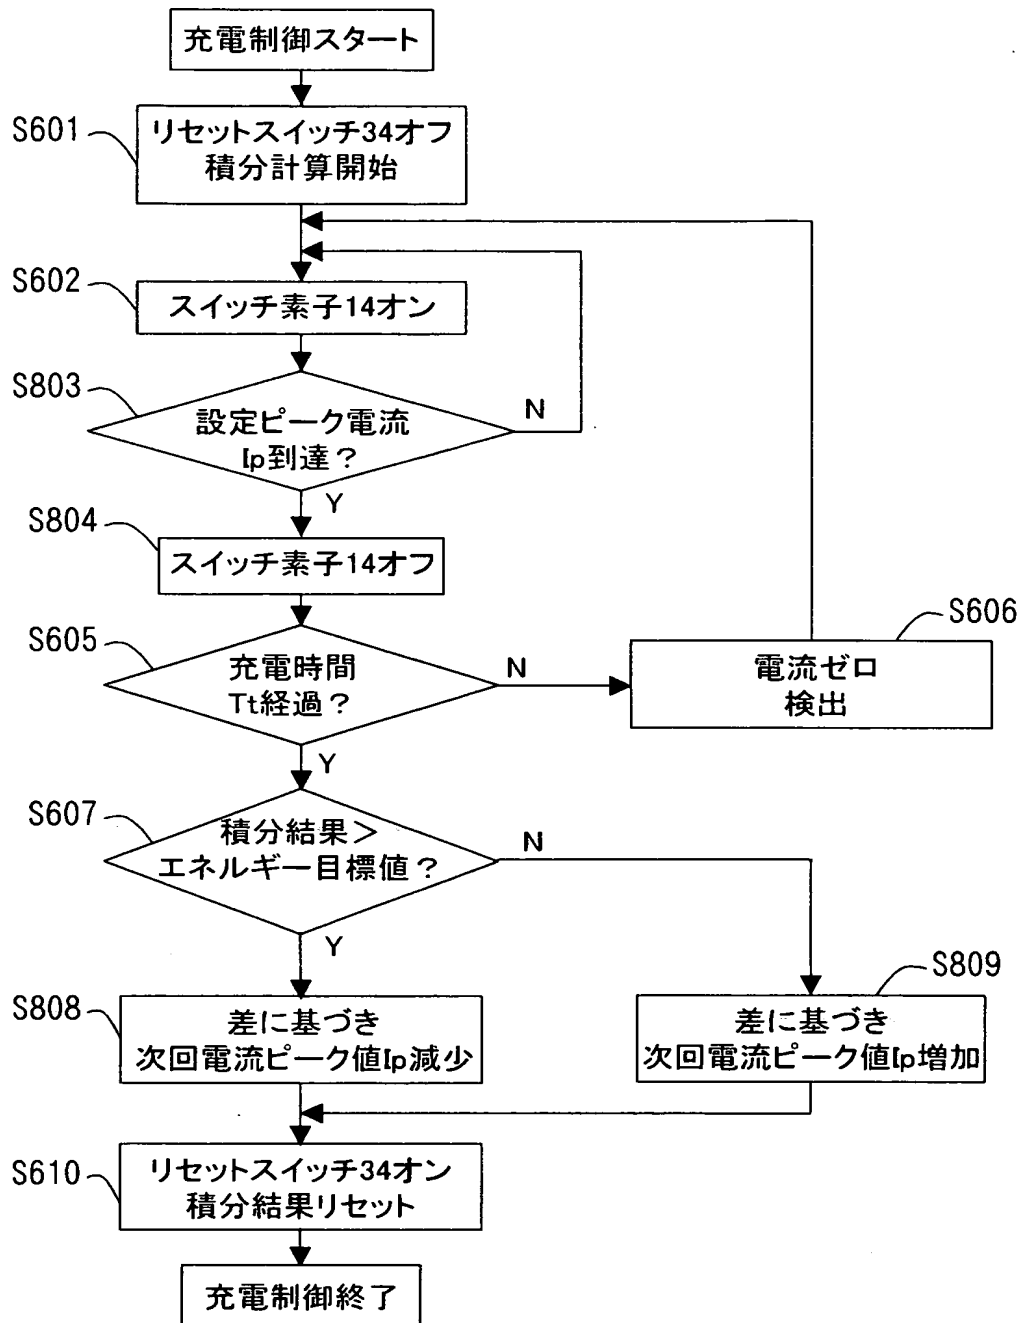 充電制御スタート
S601
リセットスイッチ34オフ
積分計算開始
S602
スイッチ素子14オン
S803
設定ピーク電流
Ip到達？
N
Y
S804
スイッチ素子14オフ
S605
充電時間
Tt経過？
N
Y
S606
電流ゼロ
検出
S607
積分結果＞
エネルギー目標値？
N
Y
S808
差に基づき
次回電流ピーク値Ip減少
S809
差に基づき
次回電流ピーク値Ip増加
S610
リセットスイッチ34オン
積分結果リセット
充電制御終了